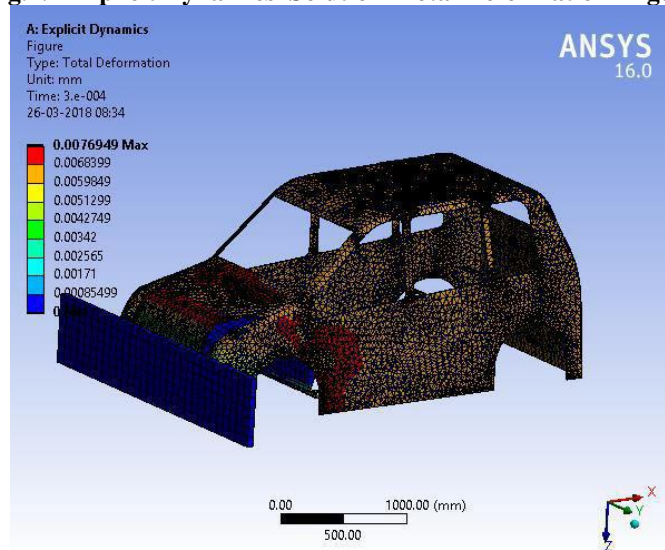 A: Explicit Dynamics
Figure
Type: Total Deformation
Unit: mm
Time: 3.e-004
26-03-2018 08:34
ANSYS
16.0
0.0076949 Max
0.0068399
0.0059849
0.0051299
0.0042749
0.00342
0.002565
0.00171
0.00085499
0.00
1000.00 (mm)
500.00
X
Y
Z